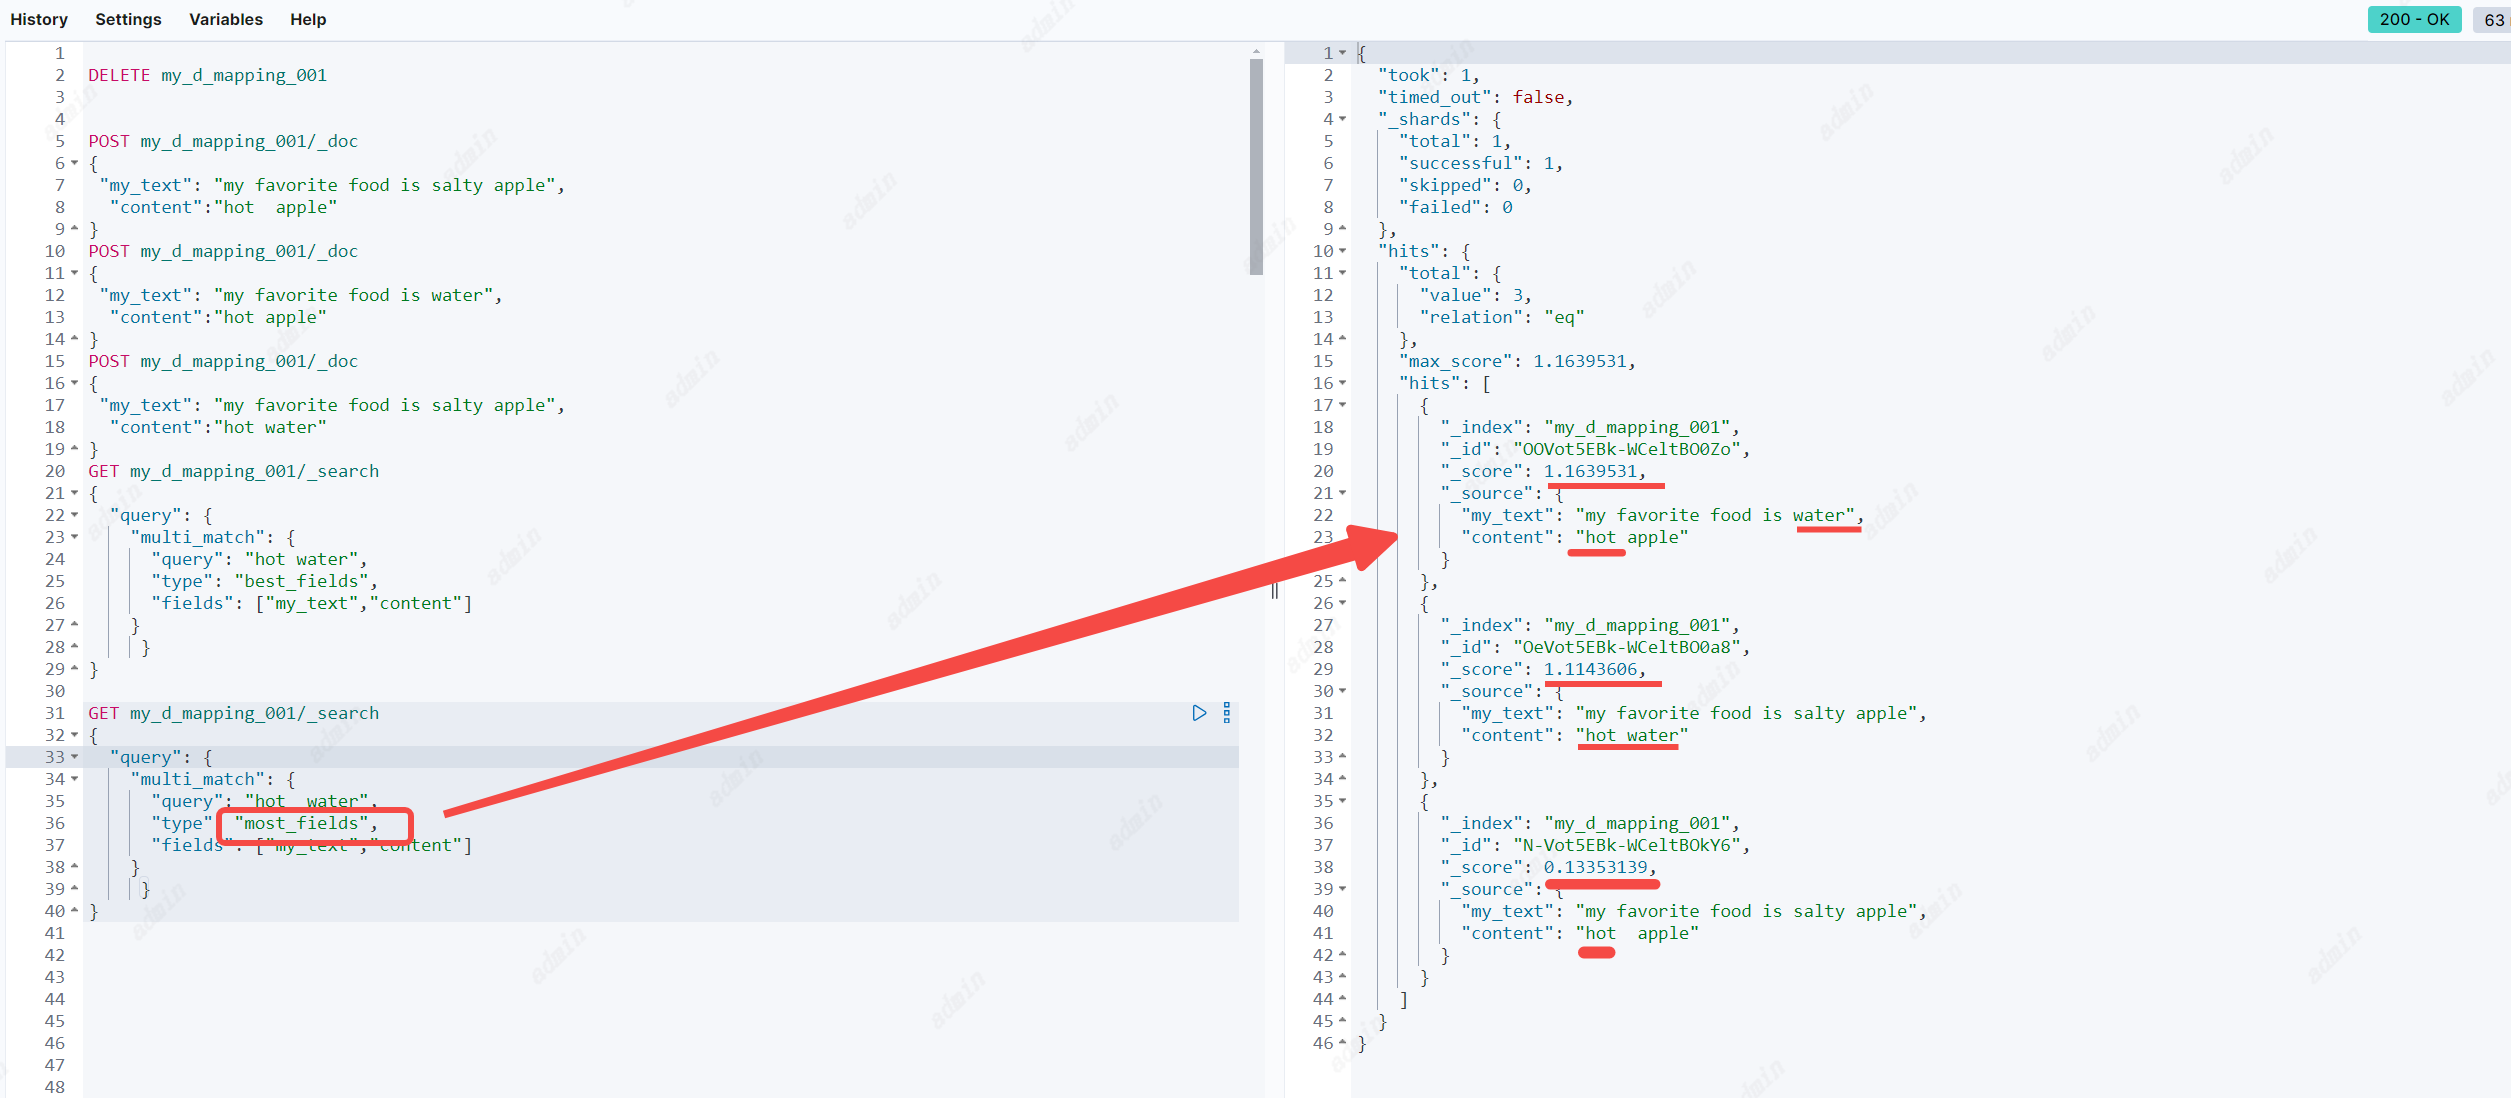 History Settings Variables Help
200 - OK 63
1
2 DELETE my_d_mapping_001
3
4
5 POST my_d_mapping_001/_doc
6 {
7 "my_text": "my favorite food is salty apple",
8 "content":"hot  apple"
9 }
10 POST my_d_mapping_001/_doc
11 {
12 "my_text": "my favorite food is water",
13 "content":"hot apple"
14 }
15 POST my_d_mapping_001/_doc
16 {
17 "my_text": "my favorite food is salty apple",
18 "content":"hot water"
19 }
20 GET my_d_mapping_001/_search
21 {
22 "query": {
23 "multi_match": {
24 "query": "hot water",
25 "type": "best_fields",
26 "fields": ["my_text","content"]
27 }
28 }
29 }
30
31 GET my_d_mapping_001/_search
32 {
33 "query": {
34 "multi_match": {
35 "query": "hot  water",
36 "type": "most_fields",
37 "fields": ["my_text","content"]
38 }
39 }
40 }
41
42
43
44
45
46
47
48
1 {
2 "took": 1,
3 "timed_out": false,
4 "_shards": {
5 "total": 1,
6 "successful": 1,
7 "skipped": 0,
8 "failed": 0
9 },
10 "hits": {
11 "total": {
12 "value": 3,
13 "relation": "eq"
14 },
15 "max_score": 1.1639531,
16 "hits": [
17 {
18 "_index": "my_d_mapping_001",
19 "_id": "OOVot5EBk-WCeltBO0Zo",
20 "_score": 1.1639531,
21 "_source": {
22 "my_text": "my favorite food is water",
23 "content": "hot apple"
}
25 },
26 {
27 "_index": "my_d_mapping_001",
28 "_id": "OeVot5EBk-WCeltBO0a8",
29 "_score": 1.1143606,
30 "_source": {
31 "my_text": "my favorite food is salty apple",
32 "content": "hot water"
33 }
34 },
35 {
36 "_index": "my_d_mapping_001",
37 "_id": "N-Vot5EBk-WCeltBOkY6",
38 "_score": 0.13353139,
39 "_source": {
40 "my_text": "my favorite food is salty apple",
41 "content": "hot  apple"
42 }
43 }
44 ]
45 }
46 }
admin